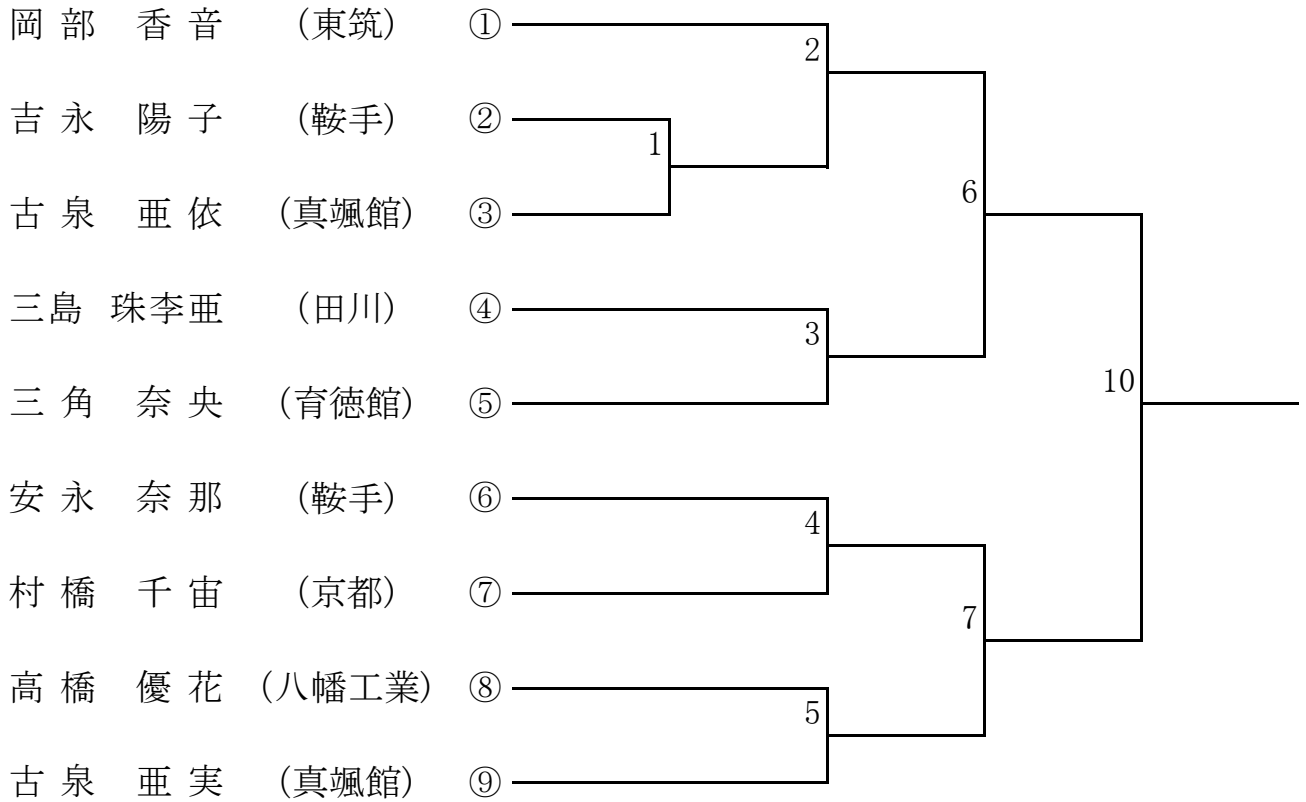 岡部 香音 (東筑) ①
2
吉永 陽子 (鞍手) ②
1
古泉 亜依 (真颯館) ③
6
三島 珠李亜 (田川) ④
3
10
三角 奈央 (育徳館) ⑤
安永 奈那 (鞍手) ⑥
4
村橋 千宙 (京都) ⑦
7
高橋 優花 (八幡工業) ⑧
5
古泉 亜実 (真颯館) ⑨